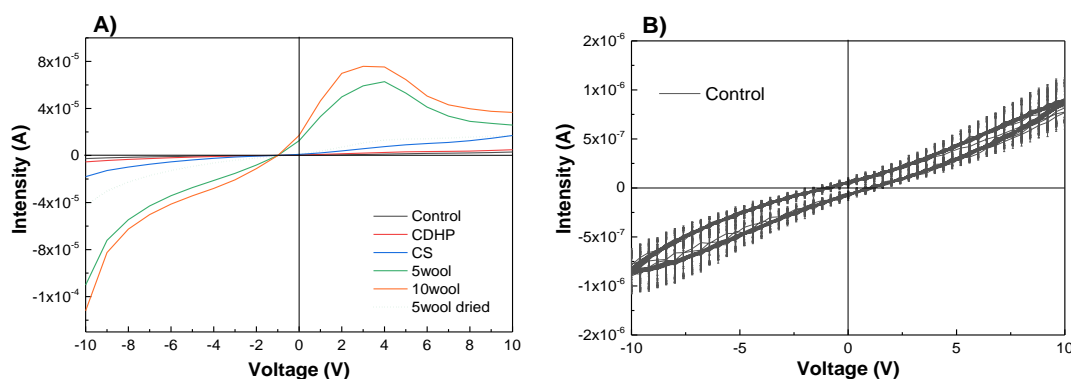 A)
8x10⁻⁵
4x10⁻⁵
0
-4x10⁻⁵
-8x10⁻⁵
-1x10⁻⁴
Intensity (A)
-10 -8 -6 -4 -2 0 2 4 6 8 10
Voltage (V)
Control
CDHP
CS
5wool
10wool
5wool dried
B)
2x10⁻⁶
1x10⁻⁶
5x10⁻⁷
0
-5x10⁻⁷
-1x10⁻⁶
-2x10⁻⁶
Intensity (A)
-10 -5 0 5 10
Voltage (V)
Control